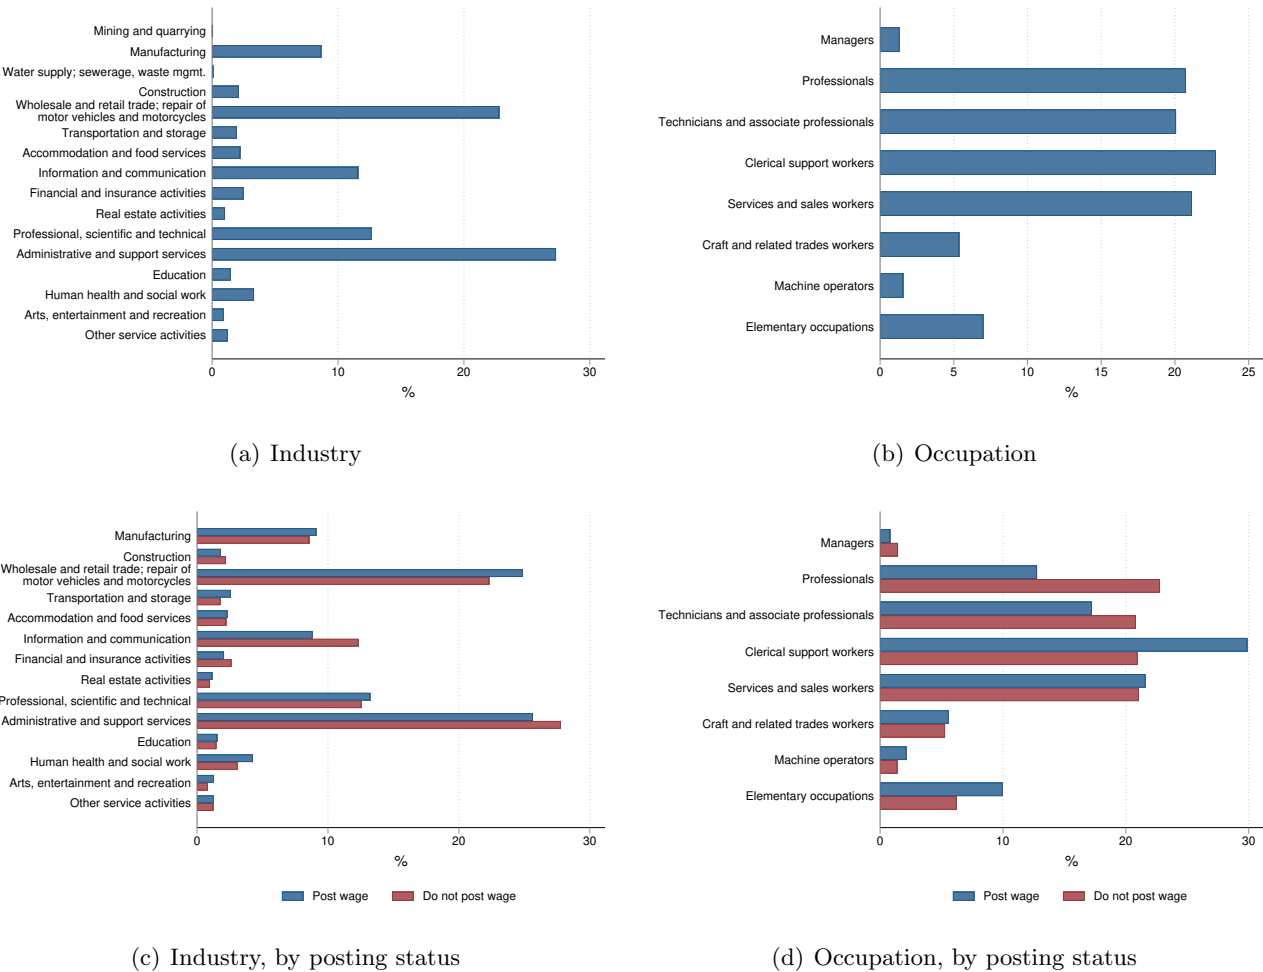 Mining and quarrying
Manufacturing
Water supply; sewerage, waste mgmt.
Construction
Wholesale and retail trade; repair of
motor vehicles and motorcycles
Transportation and storage
Accommodation and food services
Information and communication
Financial and insurance activities
Real estate activities
Professional, scientific and technical
Administrative and support services
Education
Human health and social work
Arts, entertainment and recreation
Other service activities
0 10 20 30
%
(a) Industry
Managers
Professionals
Technicians and associate professionals
Clerical support workers
Services and sales workers
Craft and related trades workers
Machine operators
Elementary occupations
0 5 10 15 20 25
%
(b) Occupation
Manufacturing
Construction
Wholesale and retail trade; repair of
motor vehicles and motorcycles
Transportation and storage
Accommodation and food services
Information and communication
Financial and insurance activities
Real estate activities
Professional, scientific and technical
Administrative and support services
Education
Human health and social work
Arts, entertainment and recreation
Other service activities
0 10 20 30
%
Post wage Do not post wage
(c) Industry, by posting status
Managers
Professionals
Technicians and associate professionals
Clerical support workers
Services and sales workers
Craft and related trades workers
Machine operators
Elementary occupations
0 10 20 30
%
Post wage Do not post wage
(d) Occupation, by posting status